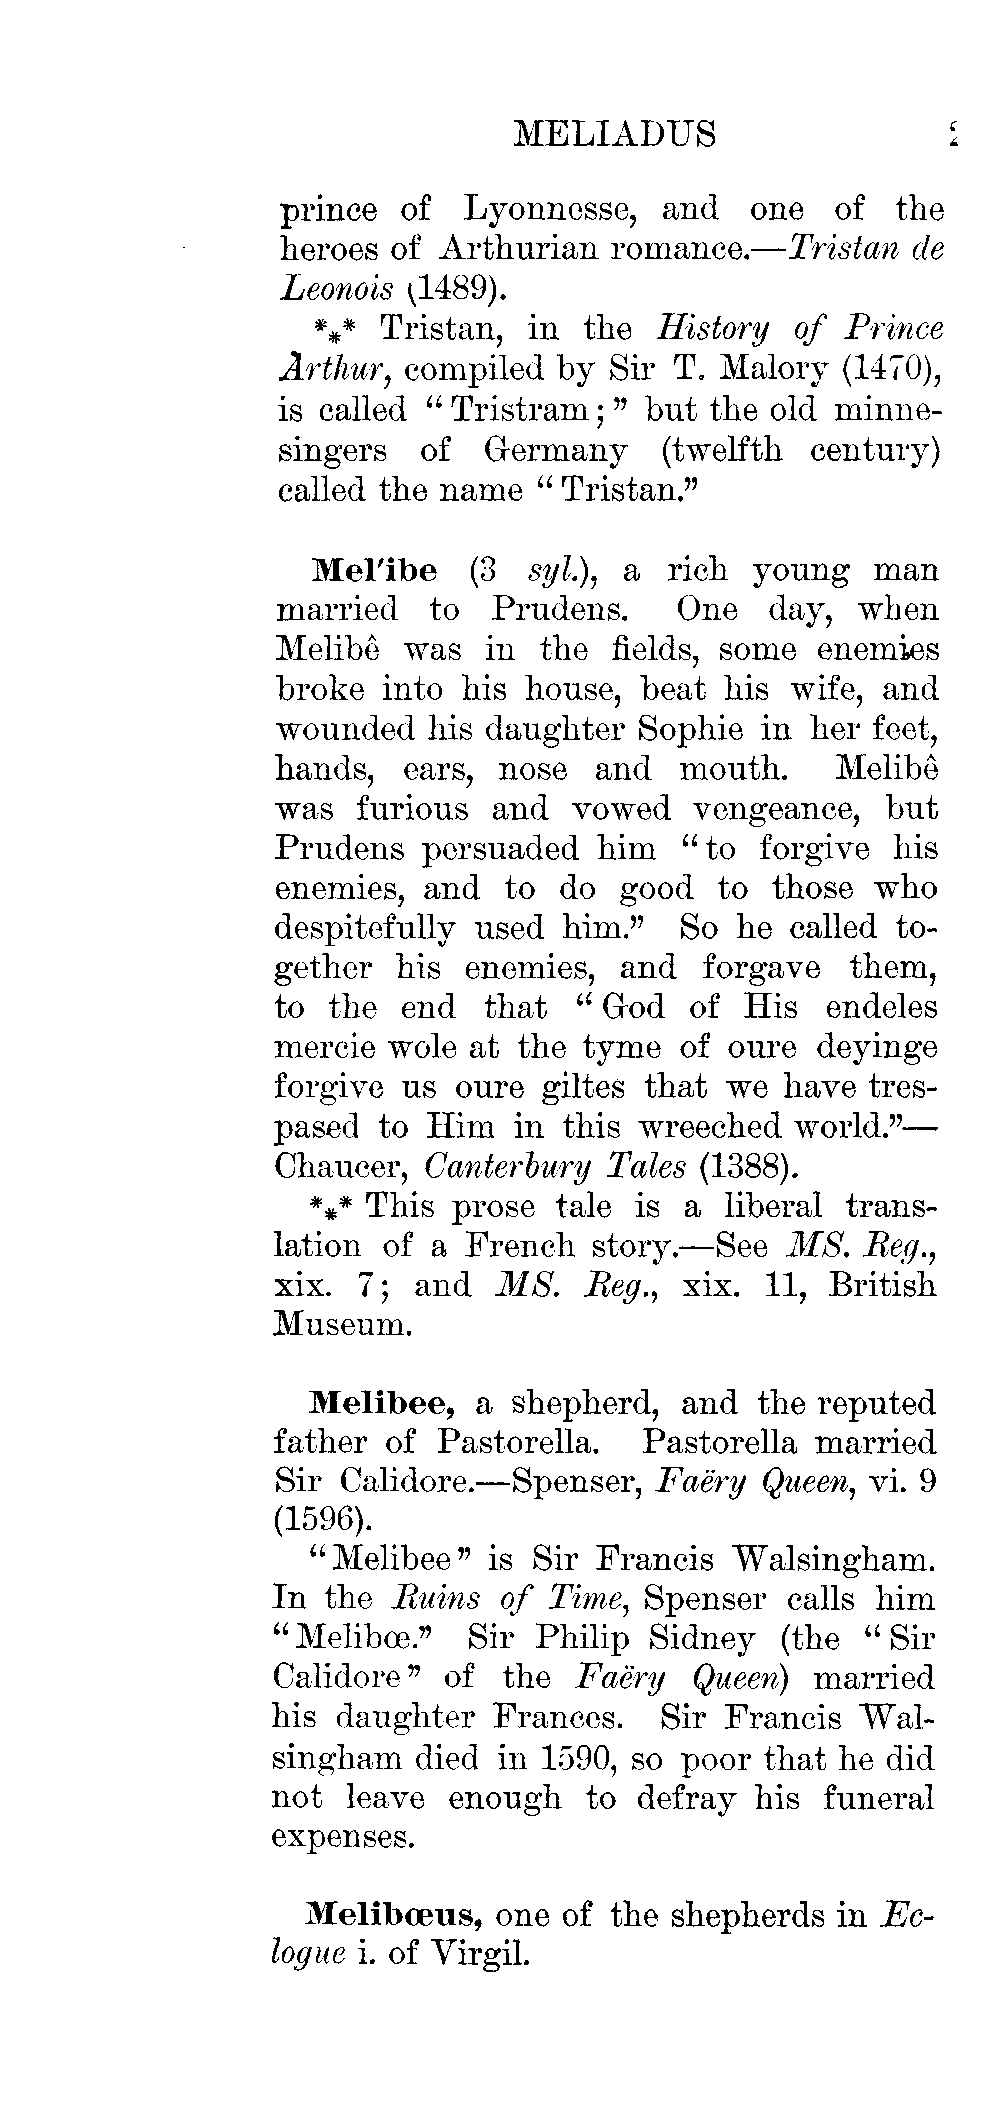 MELIADUS
prince of Lyonnesse, and one of the
heroes of Arthurian romance.—Tristan de
Leonois (1489).
*⁎* Tristan, in the History of Prince
Arthur, compiled by Sir T. Malory (1470),
is called “Tristram;” but the old minne-
singers of Germany (twelfth century)
called the name “Tristan.”
Mel'ibe (3 syl.), a rich young man
married to Prudens. One day, when
Melibê was in the fields, some enemies
broke into his house, beat his wife, and
wounded his daughter Sophie in her feet,
hands, ears, nose and mouth. Melibê
was furious and vowed vengeance, but
Prudens persuaded him “to forgive his
enemies, and to do good to those who
despitefully used him.” So he called to-
gether his enemies, and forgave them,
to the end that “God of His endeles
mercie wole at the tyme of oure deyinge
forgive us oure giltes that we have tres-
pased to Him in this wreeched world.”—
Chaucer, Canterbury Tales (1388).
*⁎* This prose tale is a liberal trans-
lation of a French story.—See MS. Reg.,
xix. 7; and MS. Reg., xix. 11, British
Museum.
Melibee, a shepherd, and the reputed
father of Pastorella. Pastorella married
Sir Calidore.—Spenser, Faëry Queen, vi. 9
(1596).
“Melibee” is Sir Francis Walsingham.
In the Ruins of Time, Spenser calls him
“Melibœ.” Sir Philip Sidney (the “Sir
Calidore” of the Faëry Queen) married
his daughter Frances. Sir Francis Wal-
singham died in 1590, so poor that he did
not leave enough to defray his funeral
expenses.
Melibœus, one of the shepherds in Ec-
logue i. of Virgil.